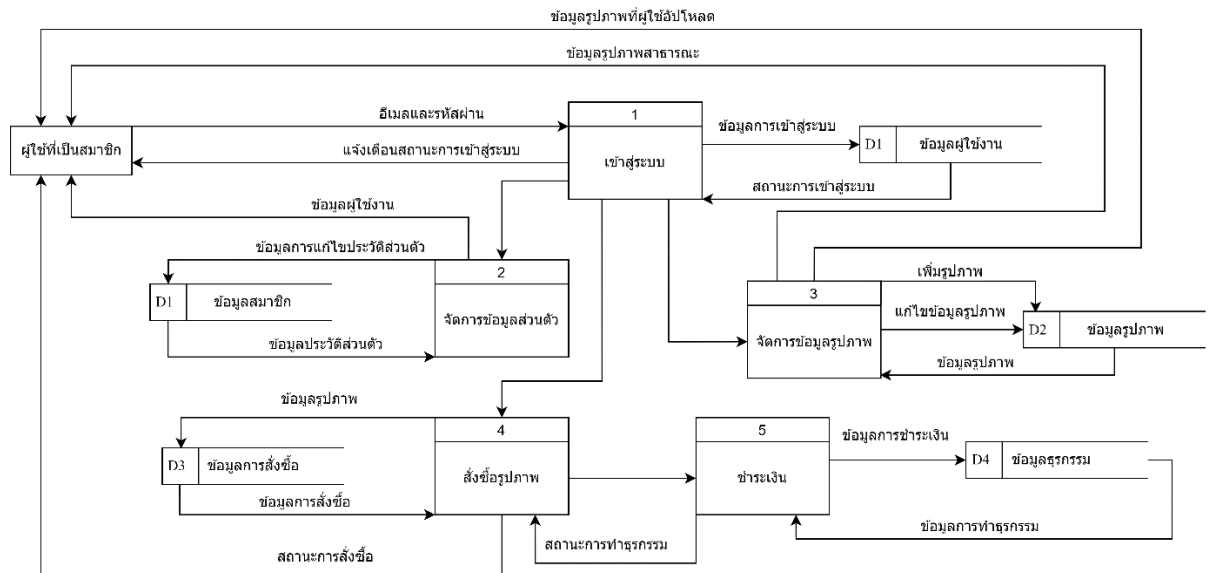 ข้อมูลรูปภาพที่ผู้ใช้อัปโหลด
ข้อมูลรูปภาพสาธารณะ
อีเมลและรหัสผ่าน
1
ข้อมูลการเข้าสู่ระบบ
ผู้ใช้ที่เป็นสมาชิก
แจ้งเตือนสถานะการเข้าสู่ระบบ
เข้าสู่ระบบ
D1 ข้อมูลผู้ใช้งาน
สถานะการเข้าสู่ระบบ
ข้อมูลผู้ใช้งาน
ข้อมูลการแก้ไขประวัติส่วนตัว
2
D1 ข้อมูลสมาชิก
จัดการข้อมูลส่วนตัว
ข้อมูลประวัติส่วนตัว
เพิ่มรูปภาพ
3
แก้ไขข้อมูลรูปภาพ
D2 ข้อมูลรูปภาพ
จัดการข้อมูลรูปภาพ
ข้อมูลรูปภาพ
ข้อมูลรูปภาพ
4
5
ข้อมูลการชำระเงิน
D3 ข้อมูลการสั่งซื้อ
สั่งซื้อรูปภาพ
ชำระเงิน
D4 ข้อมูลธุรกรรม
ข้อมูลการสั่งซื้อ
ข้อมูลการทำธุรกรรม
สถานะการทำธุรกรรม
สถานะการสั่งซื้อ